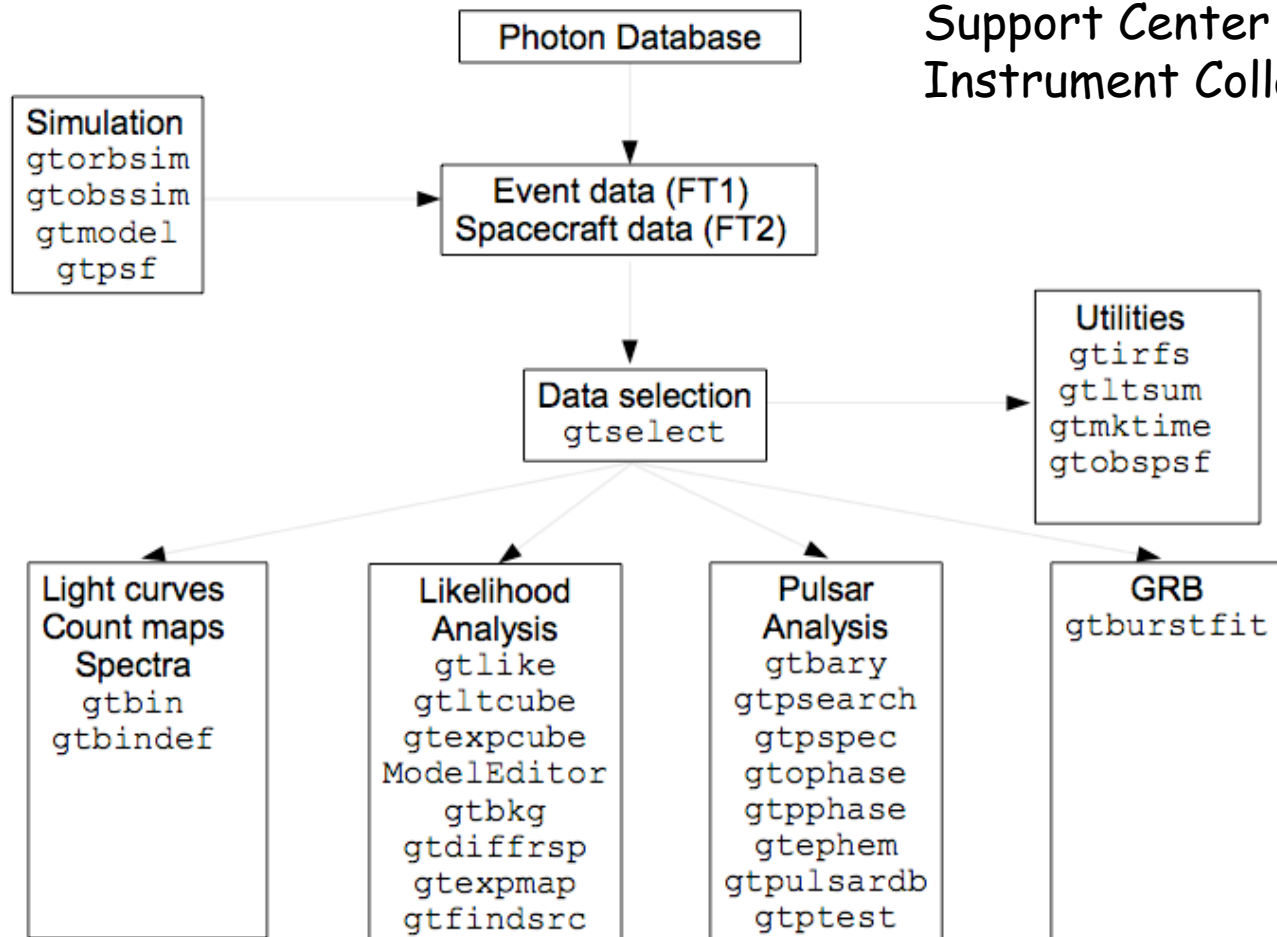 Support Center
Instrument Colle
Photon Database
Simulation
gtorbsim
gtobssim
gtmodel
gtpsf
Event data (FT1)
Spacecraft data (FT2)
Utilities
gtirfs
gtltsum
gtmktime
gtobspsf
Data selection
gtselect
Light curves
Count maps
Spectra
gtbin
gtbindef
Likelihood
Analysis
gtlike
gtltcube
gtexpcube
ModelEditor
gtbkg
gtdiffrsp
gtexpmap
gtfindsrc
Pulsar
Analysis
gtbary
gtpsearch
gtpspec
gtophase
gtpphase
gtephem
gtpulsardb
gtptest
GRB
gtburstfit